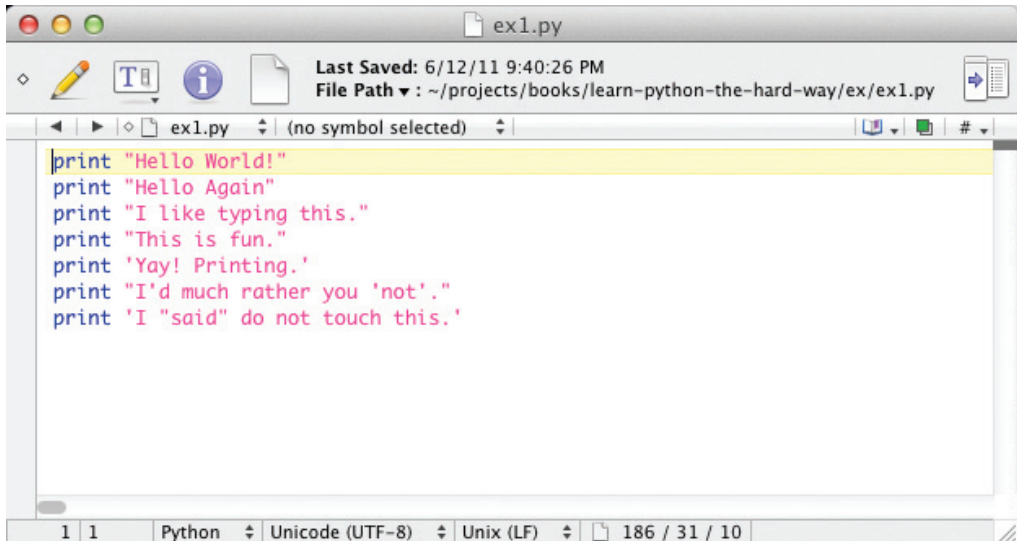 ex1.py
T
i
Last Saved: 6/12/11 9:40:26 PM
File Path ▾ : ~/projects/books/learn-python-the-hard-way/ex/ex1.py
ex1.py (no symbol selected) #
print "Hello World!"
print "Hello Again"
print "I like typing this."
print "This is fun."
print 'Yay! Printing.'
print "I'd much rather you 'not'."
print 'I "said" do not touch this.'
1 1 Python Unicode (UTF-8) Unix (LF) 186 / 31 / 10